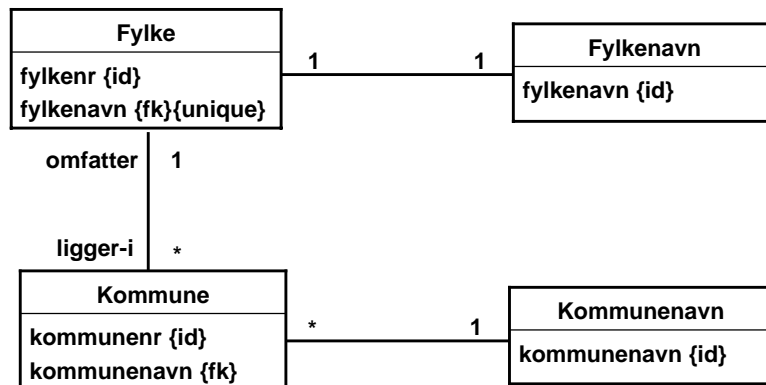 Fylke
fylkenr {id}
fylkenavn {fk}{unique}
1
1
Fylkenavn
fylkenavn {id}
omfatter
1
ligger-i
*
Kommune
kommunenr {id}
kommunenavn {fk}
*
1
Kommunenavn
kommunenavn {id}